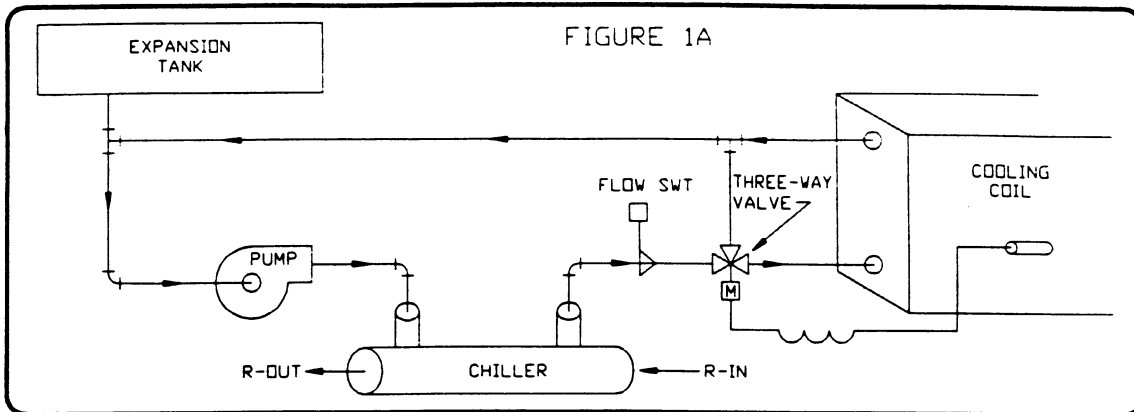 FIGURE 1A
EXPANSION
TANK
FLOW SWT
THREE-WAY
VALVE
COOLING
COIL
PUMP
M
R-OUT
CHILLER
R-IN